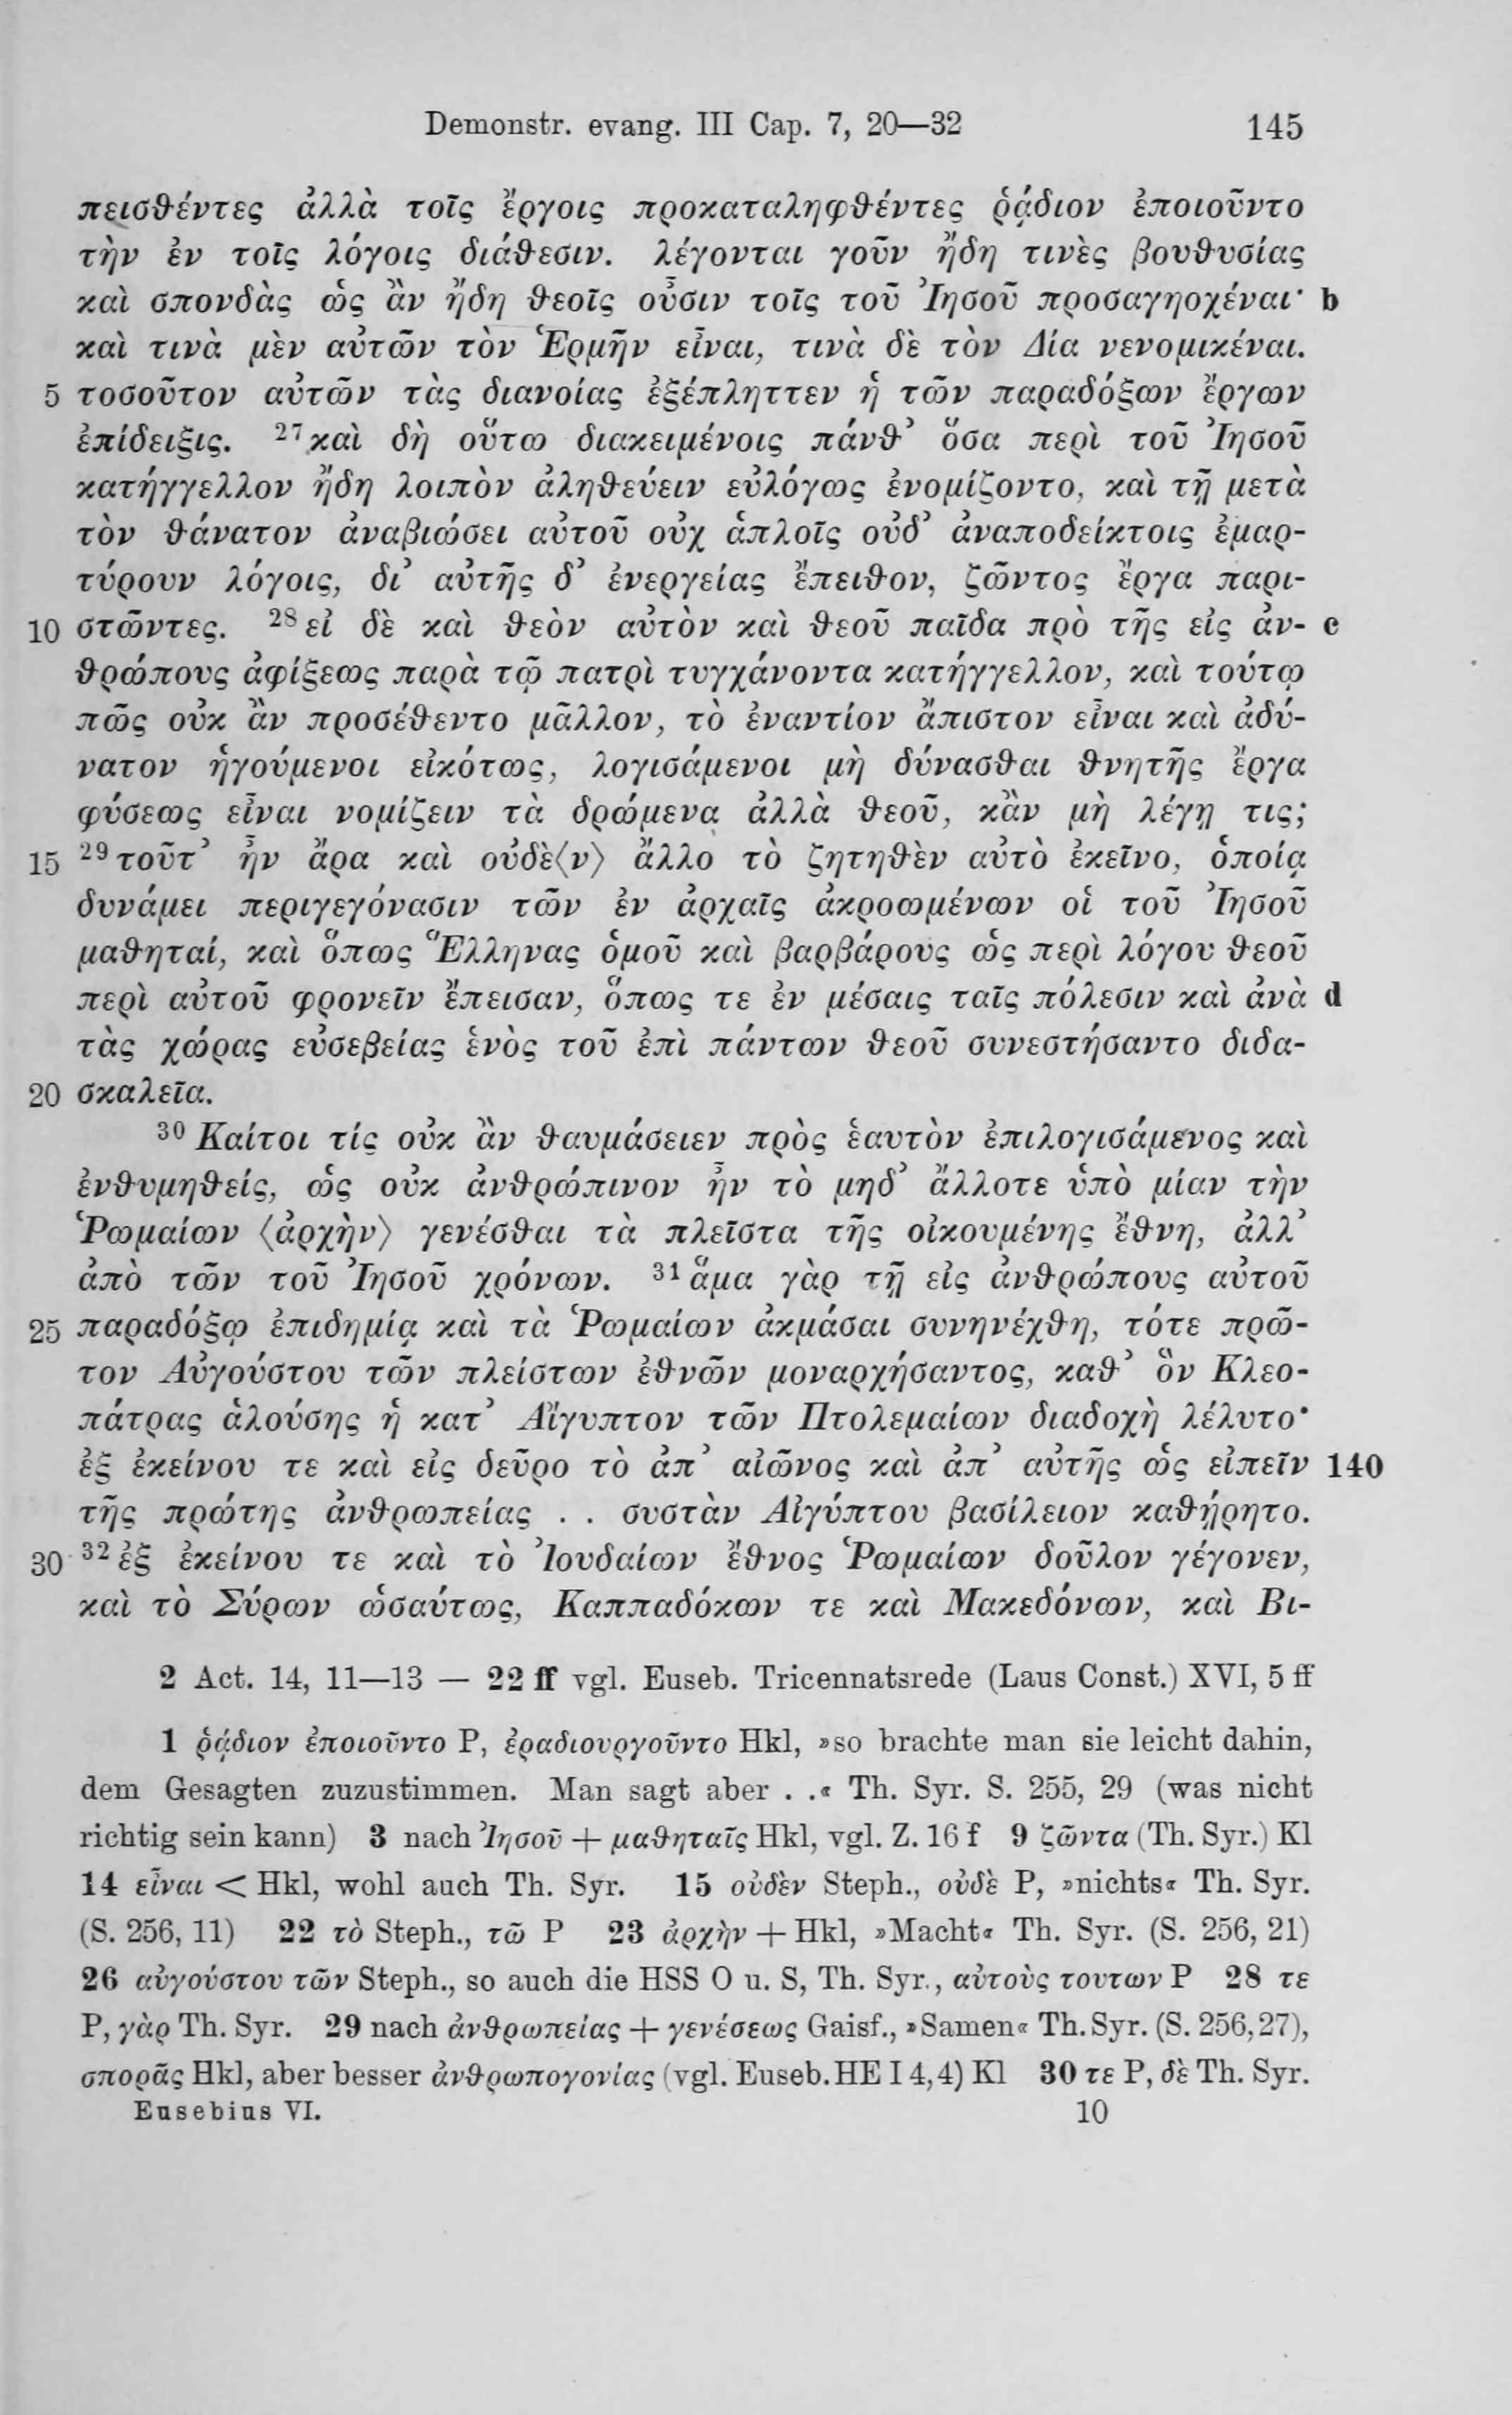 Demonstr. evang. III Cap. 7, 20—32 145
πεισθέντες ἀλλὰ τοῖς ἔργοις προκαταληφθέντες ῥᾴδιον ἐποιοῦντο
τὴν ἐν τοῖς λόγοις διάθεσιν. λέγονται γοῦν ἤδη τινὲς βουθυσίας
καὶ σπονδὰς ὡς ἂν ἤδη θεοῖς οὖσιν τοῖς τοῦ Ἰησοῦ προσαγηοχέναι· b
καὶ τινὰ μὲν αὐτῶν τὸν Ἑρμῆν εἶναι, τινὰ δὲ τὸν Δία νενομικέναι.
5 τοσοῦτον αὐτῶν τὰς διανοίας ἐξέπληττεν ἡ τῶν παραδόξων ἔργων
ἐπίδειξις. ²⁷ καὶ δὴ οὕτω διακειμένοις πάνθ᾽ ὅσα περὶ τοῦ Ἰησοῦ
κατήγγελλον ἤδη λοιπὸν ἀληθεύειν εὐλόγως ἐνομίζοντο, καὶ τῇ μετὰ
τὸν θάνατον ἀναβιώσει αὐτοῦ οὐχ ἁπλοῖς οὐδ᾽ ἀναποδείκτοις ἐμαρ-
τύρουν λόγοις, δι᾽ αὐτῆς δ᾽ ἐνεργείας ἔπειθον, ζῶντος ἔργα παρι-
10 στῶντες. ²⁸ εἰ δὲ καὶ θεὸν αὐτὸν καὶ θεοῦ παῖδα πρὸ τῆς εἰς ἀν- c
θρώπους ἀφίξεως παρὰ τῷ πατρὶ τυγχάνοντα κατήγγελλον, καὶ τούτῳ
πῶς οὐκ ἂν προσέθεντο μᾶλλον, τὸ ἐναντίον ἄπιστον εἶναι καὶ ἀδύ-
νατον ἡγούμενοι εἰκότως, λογισάμενοι μὴ δύνασθαι θνητῆς ἔργα
φύσεως εἶναι νομίζειν τὰ δρώμενα ἀλλὰ θεοῦ, κἂν μὴ λέγῃ τις;
15 ²⁹ τοῦτ᾽ ἦν ἄρα καὶ οὐδὲ⟨ν⟩ ἄλλο τὸ ζητηθὲν αὐτὸ ἐκεῖνο, ὁποίᾳ
δυνάμει περιγεγόνασιν τῶν ἐν ἀρχαῖς ἀκροωμένων οἱ τοῦ Ἰησοῦ
μαθηταί, καὶ ὅπως Ἕλληνας ὁμοῦ καὶ βαρβάρους ὡς περὶ λόγου θεοῦ
περὶ αὐτοῦ φρονεῖν ἔπεισαν, ὅπως τε ἐν μέσαις ταῖς πόλεσιν καὶ ἀνὰ d
τὰς χώρας εὐσεβείας ἑνὸς τοῦ ἐπὶ πάντων θεοῦ συνεστήσαντο διδα-
20 σκαλεῖα.
³⁰ Καίτοι τίς οὐκ ἂν θαυμάσειεν πρὸς ἑαυτὸν ἐπιλογισάμενος καὶ
ἐνθυμηθείς, ὡς οὐκ ἀνθρώπινον ἦν τὸ μηδ᾽ ἄλλοτε ὑπὸ μίαν τὴν
Ῥωμαίων ⟨ἀρχὴν⟩ γενέσθαι τὰ πλεῖστα τῆς οἰκουμένης ἔθνη, ἀλλ᾽
ἀπὸ τῶν τοῦ Ἰησοῦ χρόνων. ³¹ ἅμα γὰρ τῇ εἰς ἀνθρώπους αὐτοῦ
25 παραδόξῳ ἐπιδημίᾳ καὶ τὰ Ῥωμαίων ἀκμάσαι συνηνέχθη, τότε πρῶ-
τον Αὐγούστου τῶν πλείστων ἐθνῶν μοναρχήσαντος, καθ᾽ ὃν Κλεο-
πάτρας ἁλούσης ἡ κατ᾽ Αἴγυπτον τῶν Πτολεμαίων διαδοχὴ λέλυτο·
ἐξ ἐκείνου τε καὶ εἰς δεῦρο τὸ ἀπ᾽ αἰῶνος καὶ ἀπ᾽ αὐτῆς ὡς εἰπεῖν 140
τῆς πρώτης ἀνθρωπείας . . συστὰν Αἰγύπτου βασίλειον καθῄρητο.
30 ³² ἐξ ἐκείνου τε καὶ τὸ Ἰουδαίων ἔθνος Ῥωμαίων δοῦλον γέγονεν,
καὶ τὸ Σύρων ὡσαύτως, Καππαδόκων τε καὶ Μακεδόνων, καὶ Βι-
2 Act. 14, 11—13 — 22 ff vgl. Euseb. Tricennatsrede (Laus Const.) XVI, 5 ff
1 ῥᾴδιον ἐποιοῦντο P, ἐραδιουργοῦντο Hkl, »so brachte man sie leicht dahin,
dem Gesagten zuzustimmen. Man sagt aber . .« Th. Syr. S. 255, 29 (was nicht
richtig sein kann) 3 nach Ἰησοῦ + μαθηταῖς Hkl, vgl. Z. 16 f 9 ζῶντα (Th. Syr.) Kl
14 εἶναι < Hkl, wohl auch Th. Syr. 15 οὐδὲν Steph., οὐδὲ P, »nichts« Th. Syr.
(S. 256, 11) 22 τὸ Steph., τῶ P 23 ἀρχὴν + Hkl, »Macht« Th. Syr. (S. 256, 21)
26 αὐγούστου τῶν Steph., so auch die HSS O u. S, Th. Syr., αὐτοὺς τουτων P 28 τε
P, γὰρ Th. Syr. 29 nach ἀνθρωπείας + γενέσεως Gaisf., »Samen« Th. Syr. (S. 256, 27),
σπορᾶς Hkl, aber besser ἀνθρωπογονίας (vgl. Euseb. HE I 4, 4) Kl 30 τε P, δὲ Th. Syr.
Eusebius VI. 10